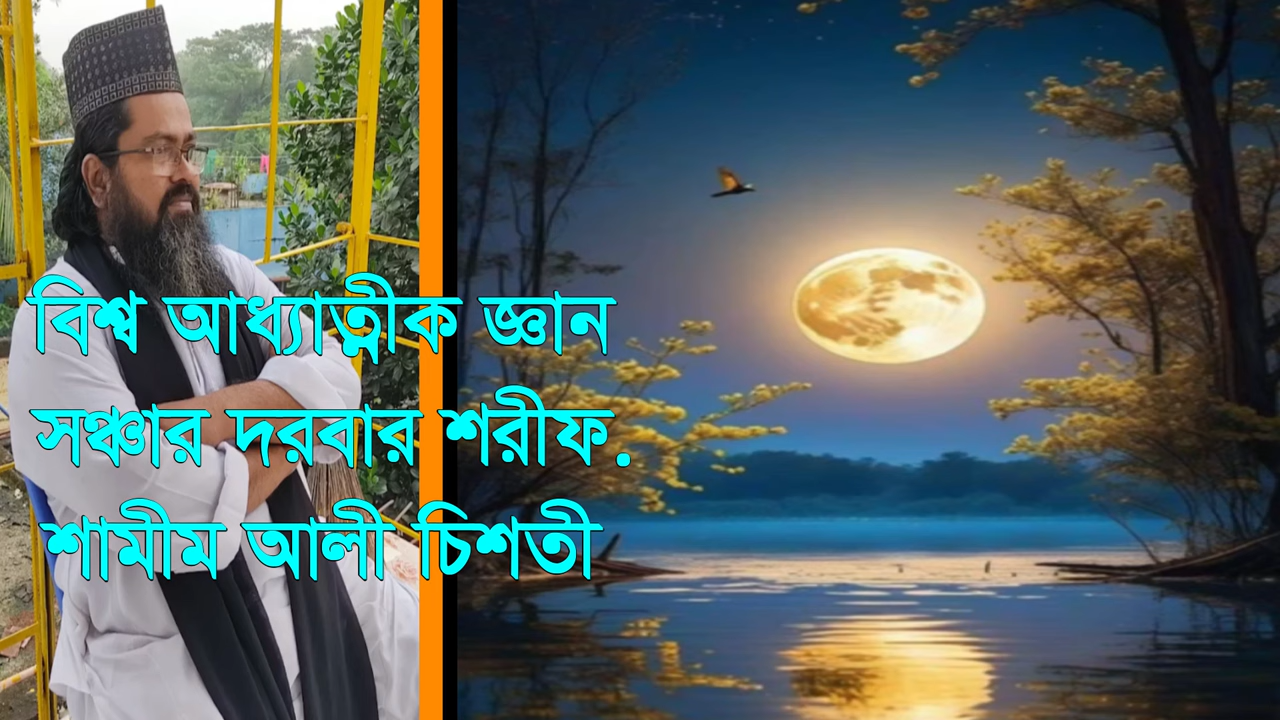 বিশ্ব আধ্যাত্নীক জ্ঞান
সঞ্চার দরবার শরীফ.
শামীম আলী চিশতী